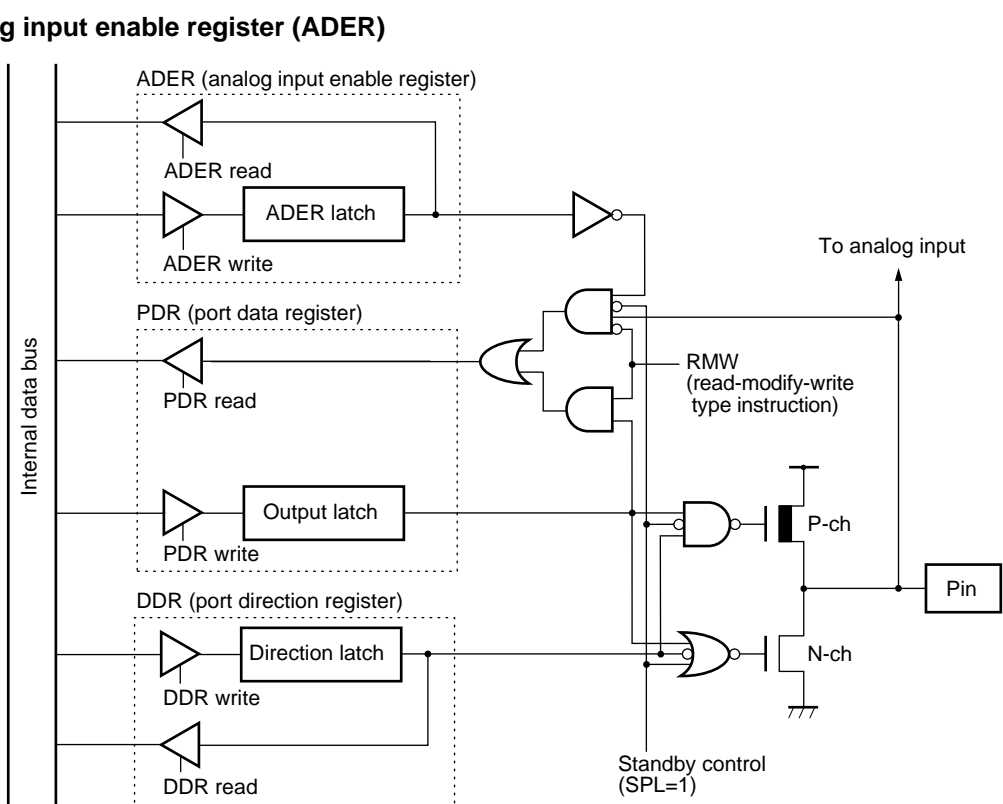 g input enable register (ADER)
ADER (analog input enable register)
ADER read
ADER latch
ADER write
To analog input
PDR (port data register)
Internal data bus
PDR read
RMW
(read-modify-write
type instruction)
Output latch
PDR write
P-ch
Pin
DDR (port direction register)
Direction latch
N-ch
DDR write
Standby control
(SPL=1)
DDR read